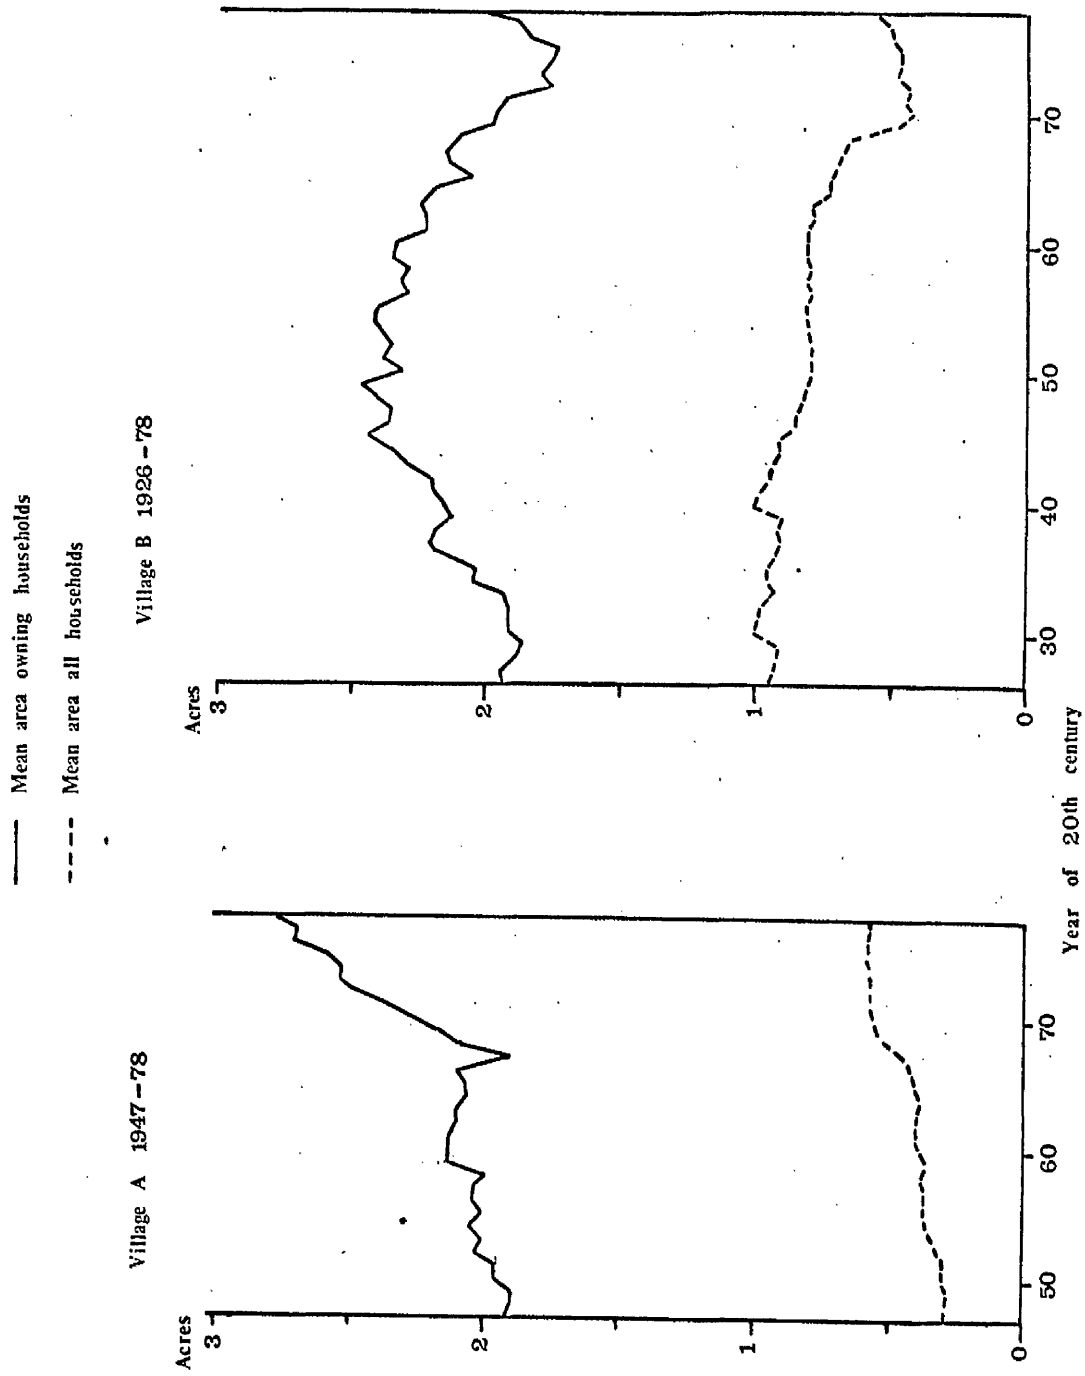 Mean area owning households
Mean area all households
Village A 1947-78
Village B 1926-78
Acres
3
2
1
0
50
60
70
Acres
3
2
1
0
30
40
50
60
70
Year of 20th century